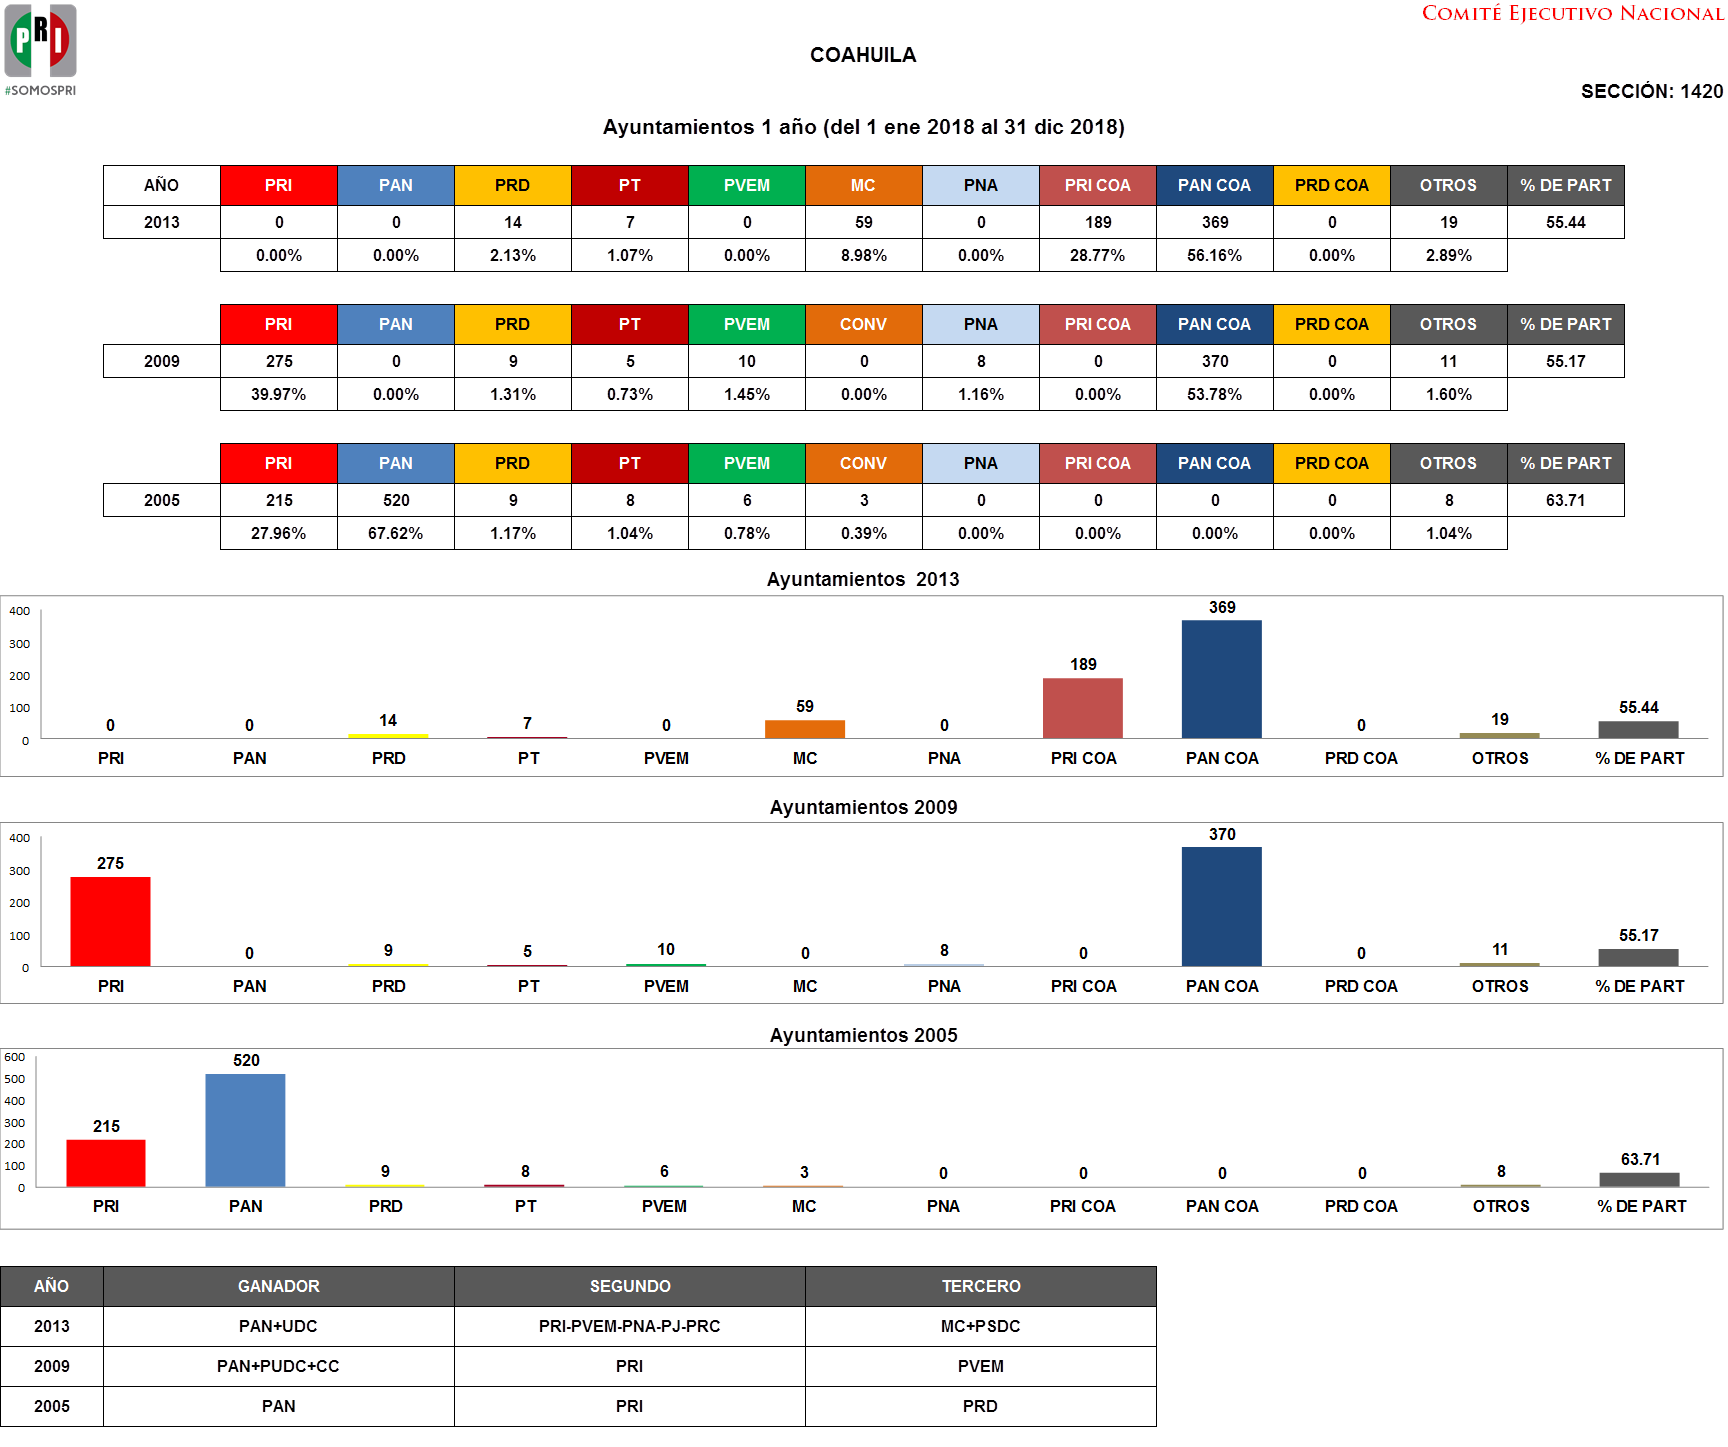 PRI
#SOMOSPRI
COMITÉ EJECUTIVO NACIONAL
COAHUILA
SECCIÓN: 1420
Ayuntamientos 1 año (del 1 ene 2018 al 31 dic 2018)
AÑO PRI PAN PRD PT PVEM MC PNA PRI COA PAN COA PRD COA OTROS % DE PART
2013 0 0 14 7 0 59 0 189 369 0 19 55.44
0.00% 0.00% 2.13% 1.07% 0.00% 8.98% 0.00% 28.77% 56.16% 0.00% 2.89%
PRI PAN PRD PT PVEM CONV PNA PRI COA PAN COA PRD COA OTROS % DE PART
2009 275 0 9 5 10 0 8 0 370 0 11 55.17
39.97% 0.00% 1.31% 0.73% 1.45% 0.00% 1.16% 0.00% 53.78% 0.00% 1.60%
PRI PAN PRD PT PVEM CONV PNA PRI COA PAN COA PRD COA OTROS % DE PART
2005 215 520 9 8 6 3 0 0 0 0 8 63.71
27.96% 67.62% 1.17% 1.04% 0.78% 0.39% 0.00% 0.00% 0.00% 0.00% 1.04%
Ayuntamientos 2013
400
300
200
100
0
0 0 14 7 0 59 0 189 369 0 19 55.44
PRI PAN PRD PT PVEM MC PNA PRI COA PAN COA PRD COA OTROS % DE PART
Ayuntamientos 2009
400
300
200
100
0
275 0 9 5 10 0 8 0 370 0 11 55.17
PRI PAN PRD PT PVEM MC PNA PRI COA PAN COA PRD COA OTROS % DE PART
Ayuntamientos 2005
600
500
400
300
200
100
0
215 520 9 8 6 3 0 0 0 0 8 63.71
PRI PAN PRD PT PVEM MC PNA PRI COA PAN COA PRD COA OTROS % DE PART
AÑO GANADOR SEGUNDO TERCERO
2013 PAN+UDC PRI-PVEM-PNA-PJ-PRC MC+PSDC
2009 PAN+PUDC+CC PRI PVEM
2005 PAN PRI PRD